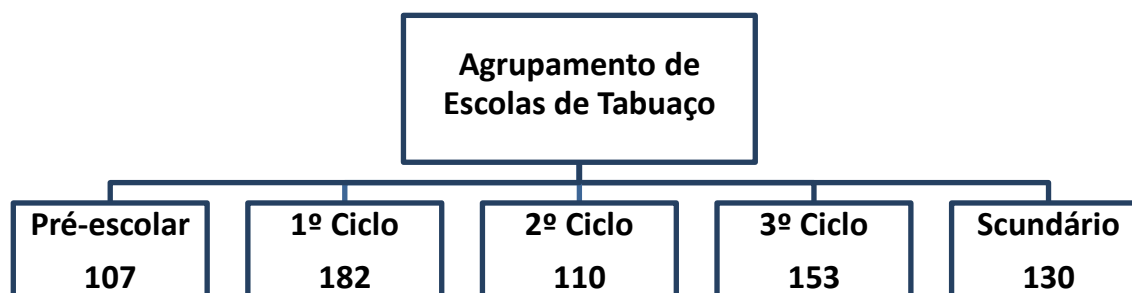 Agrupamento de
Escolas de Tabuaço
Pré-escolar
107
1º Ciclo
182
2º Ciclo
110
3º Ciclo
153
Scundário
130